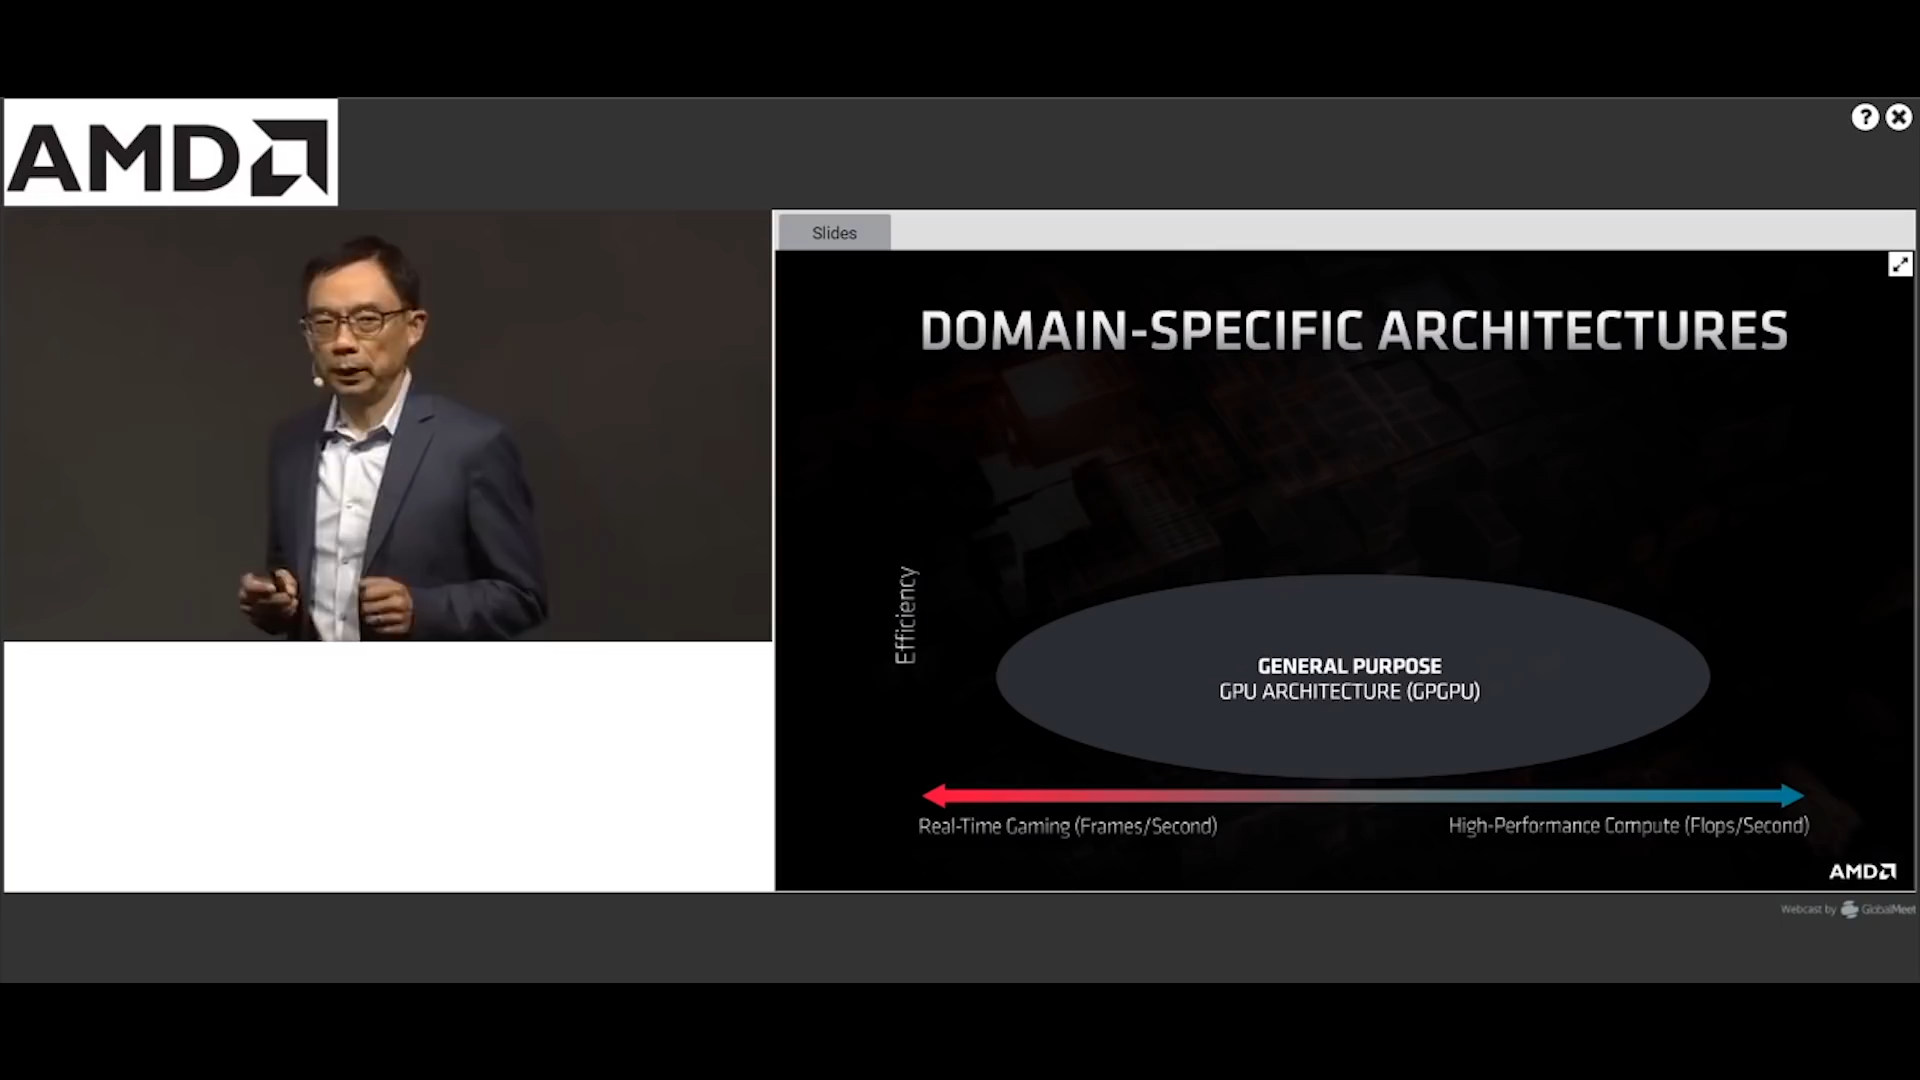 AMD
Slides
DOMAIN-SPECIFIC ARCHITECTURES
Efficiency
GENERAL PURPOSE
GPU ARCHITECTURE (GPGPU)
Real-Time Gaming (Frames/Second)
High-Performance Compute (Flops/Second)
AMD
Webcast by GlobalMeet